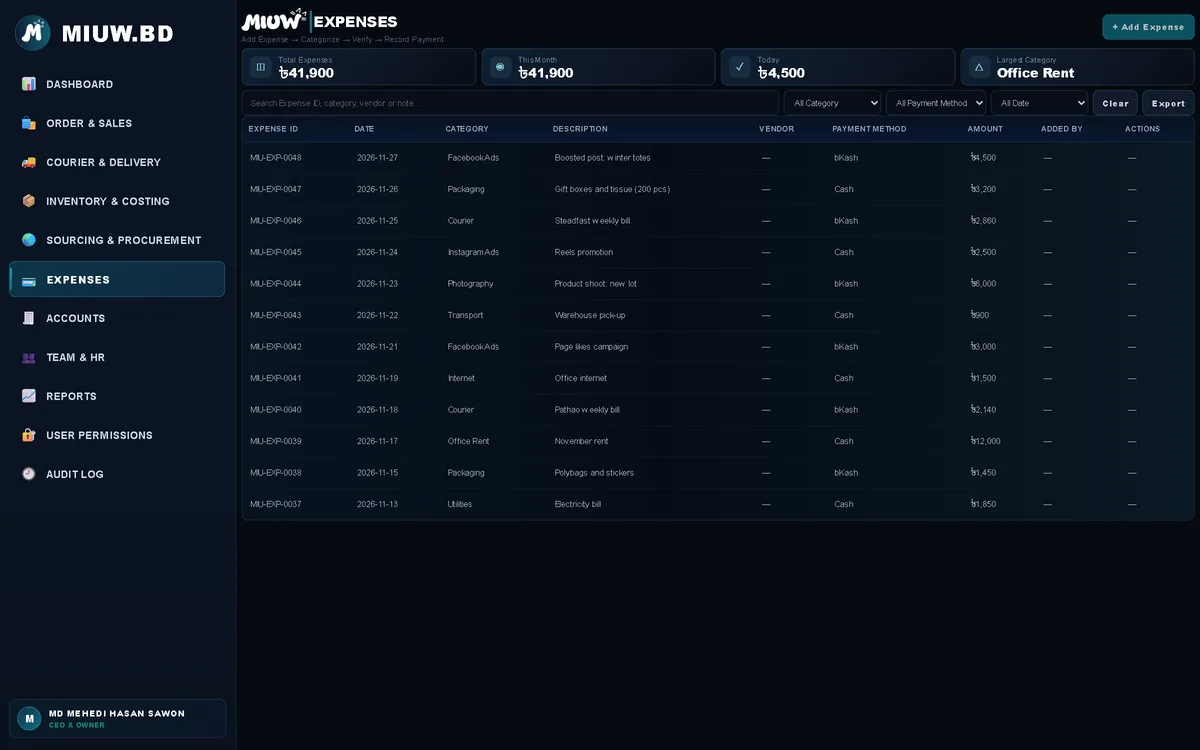 MIUW.BD
DASHBOARD
ORDER & SALES
COURIER & DELIVERY
INVENTORY & COSTING
SOURCING & PROCUREMENT
EXPENSES
ACCOUNTS
TEAM & HR
REPORTS
USER PERMISSIONS
AUDIT LOG
M MD MEHEDI HASAN SAWON
CEO & OWNER
MIUW EXPENSES
Add Expense → Categorize → Verify → Record Payment
+ Add Expense
Total Expenses
৳41,900
This Month
৳41,900
Today
৳4,500
Largest Category
Office Rent
Search Expense ID, category, vendor or note... All Category All Payment Method All Date Clear Export
EXPENSE ID DATE CATEGORY DESCRIPTION VENDOR PAYMENT METHOD AMOUNT ADDED BY ACTIONS
MIU-EXP-0048 2026-11-27 Facebook Ads Boosted post: winter totes — bKash ৳4,500 — —
MIU-EXP-0047 2026-11-26 Packaging Gift boxes and tissue (200 pcs) — Cash ৳3,200 — —
MIU-EXP-0046 2026-11-25 Courier Steadfast weekly bill — bKash ৳2,860 — —
MIU-EXP-0045 2026-11-24 Instagram Ads Reels promotion — Cash ৳2,500 — —
MIU-EXP-0044 2026-11-23 Photography Product shoot: new lot — bKash ৳6,000 — —
MIU-EXP-0043 2026-11-22 Transport Warehouse pick-up — Cash ৳900 — —
MIU-EXP-0042 2026-11-21 Facebook Ads Page likes campaign — bKash ৳3,000 — —
MIU-EXP-0041 2026-11-19 Internet Office internet — Cash ৳1,500 — —
MIU-EXP-0040 2026-11-18 Courier Pathao weekly bill — bKash ৳2,140 — —
MIU-EXP-0039 2026-11-17 Office Rent November rent — Cash ৳12,000 — —
MIU-EXP-0038 2026-11-15 Packaging Polybags and stickers — bKash ৳1,450 — —
MIU-EXP-0037 2026-11-13 Utilities Electricity bill — Cash ৳1,850 — —